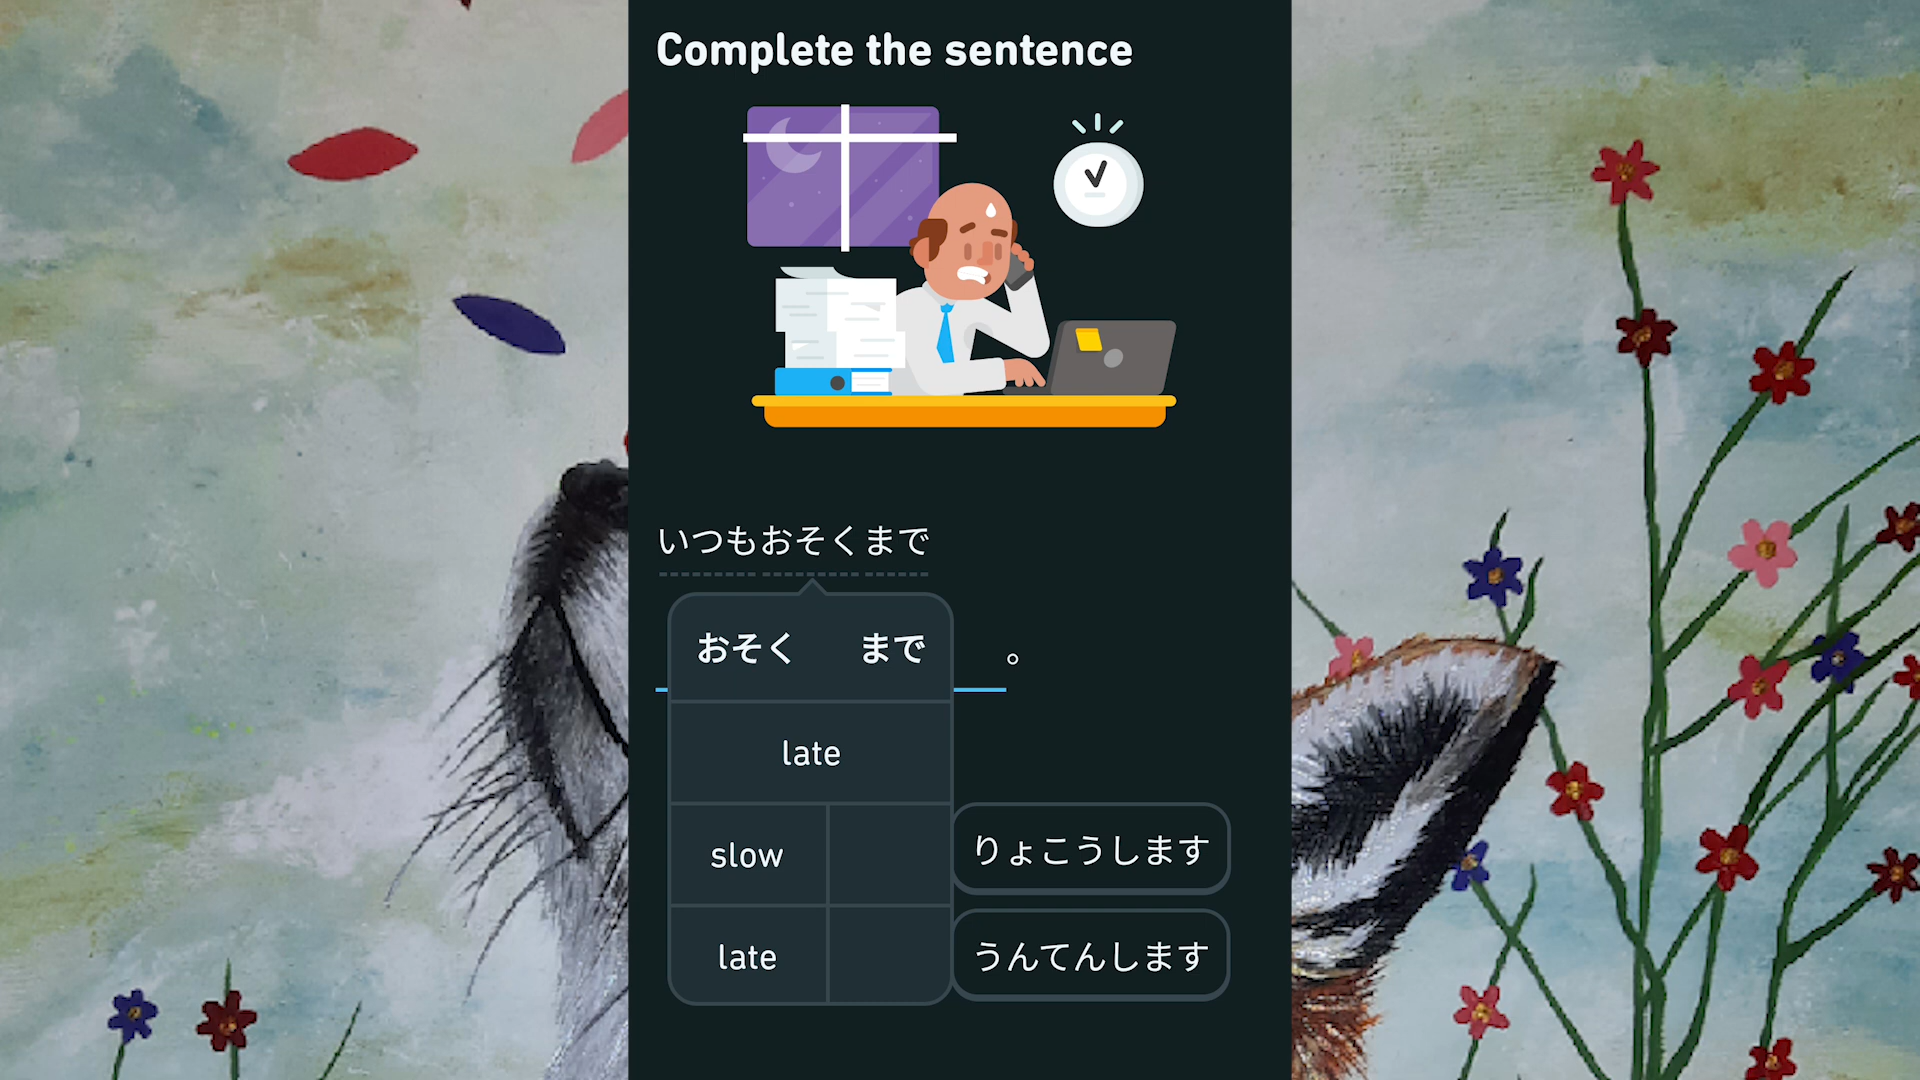 Complete the sentence
いつもおそくまで
。
おそく まで
late
slow
late
りょこうします
うんてんします